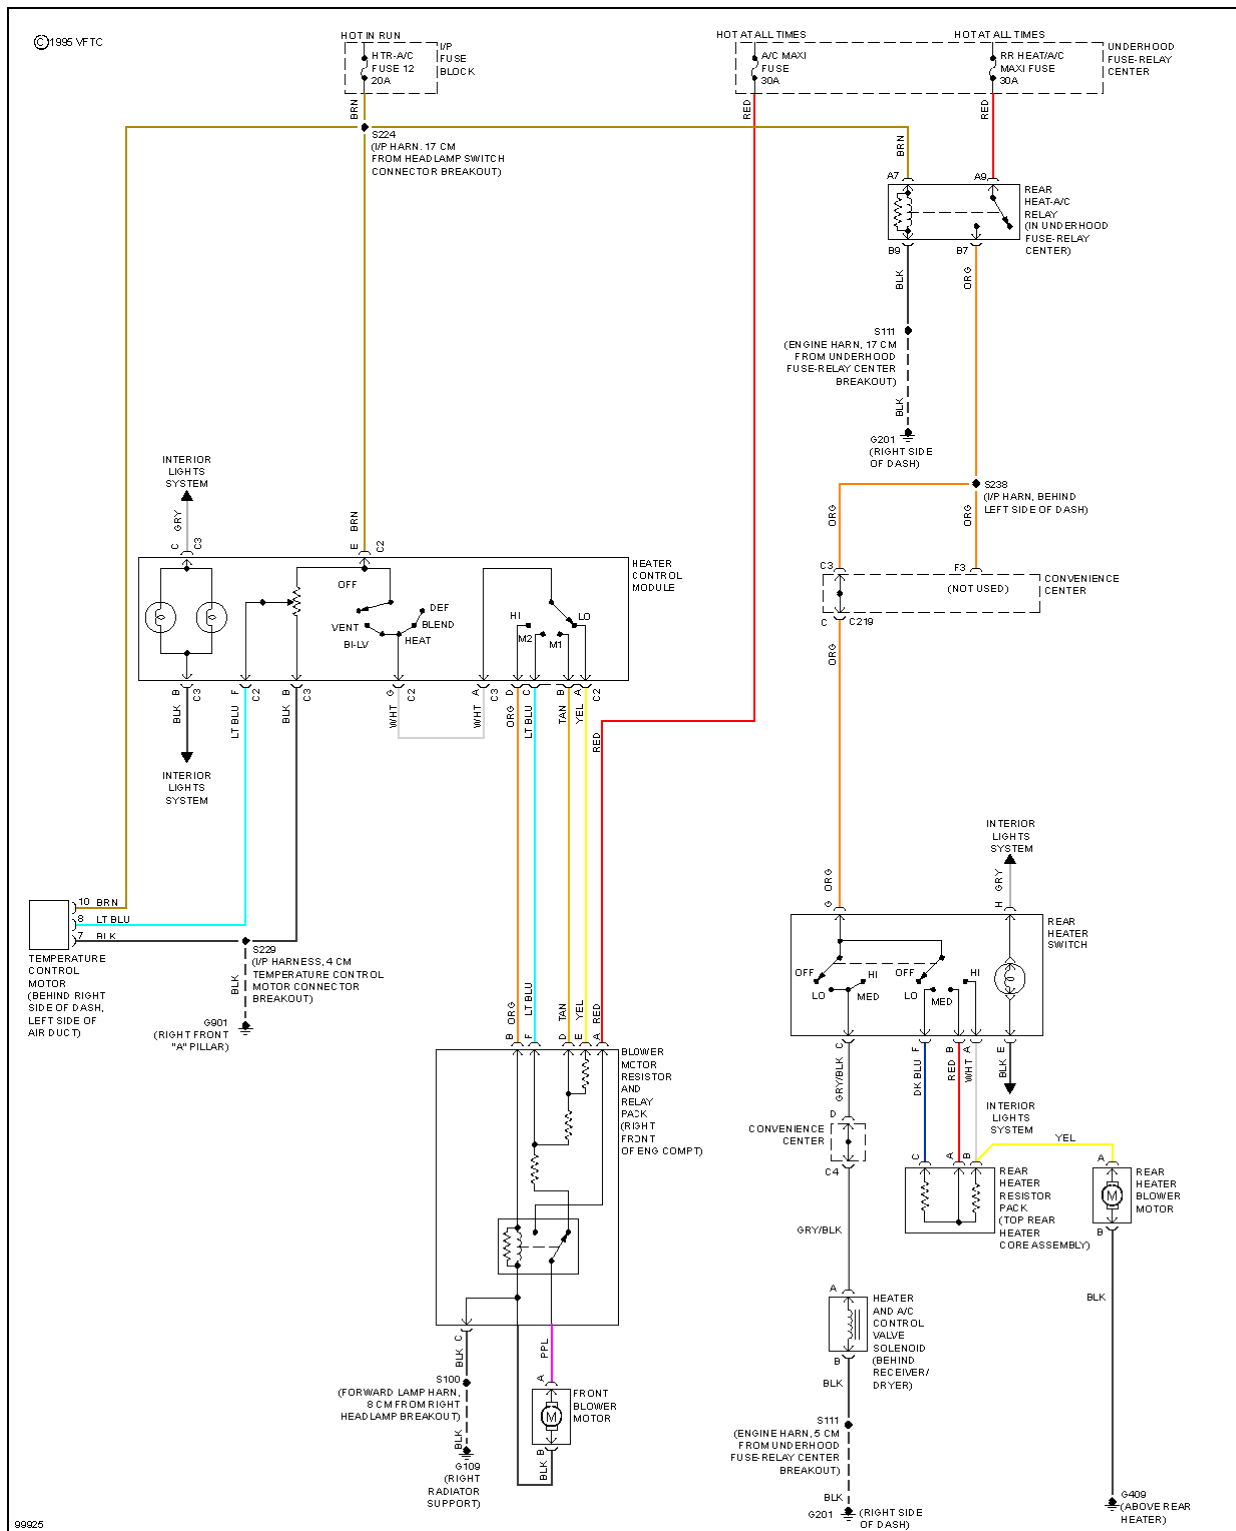 © 1995 VFTC
HOT IN RUN
HTR-A/C
FUSE 12
20A
I/P
FUSE
BLOCK
HOT AT ALL TIMES
A/C MAXI
FUSE
30A
HOT AT ALL TIMES
RR HEAT/A/C
MAXI FUSE
30A
UNDERHOOD
FUSE-RELAY
CENTER
BRN
RED
RED
S224
(I/P HARN. 17 CM
FROM HEADLAMP SWITCH
CONNECTOR BREAKOUT)
BRN
A7
A9
REAR
HEAT-A/C
RELAY
(IN UNDERHOOD
FUSE-RELAY
CENTER)
B9
B7
BLK
ORG
S111
(ENGINE HARN, 17 CM
FROM UNDERHOOD
FUSE-RELAY CENTER
BREAKOUT)
BLK
G201
(RIGHT SIDE
OF DASH)
S238
(I/P HARN, BEHIND
LEFT SIDE OF DASH)
ORG
ORG
C3
F3
(NOT USED)
CONVENIENCE
CENTER
C
C219
ORG
INTERIOR
LIGHTS
SYSTEM
GRY
C
C3
BRN
E
C2
HEATER
CONTROL
MODULE
OFF
VENT
BI-LV
HEAT
BLEND
DEF
HI
M2
M1
LO
B
C3
F
C2
B
C3
G
C2
A
C3
D
C
B
A
C2
BLK
LT BLU
BLK
WHT
WHT
ORG
LT BLU
TAN
YEL
RED
INTERIOR
LIGHTS
SYSTEM
10 BRN
8 LT BLU
7 BLK
TEMPERATURE
CONTROL
MOTOR
(BEHIND RIGHT
SIDE OF DASH,
LEFT SIDE OF
AIR DUCT)
S229
(I/P HARNESS, 4 CM
TEMPERATURE CONTROL
MOTOR CONNECTOR
BREAKOUT)
BLK
G901
(RIGHT FRONT
"A" PILLAR)
B ORG
F LT BLU
D TAN
E YEL
A RED
BLOWER
MOTOR
RESISTOR
AND
RELAY
PACK
(RIGHT
FRONT
OF ENG COMPT)
BLK C
PPL
S100
(FORWARD LAMP HARN,
8 CM FROM RIGHT
HEADLAMP BREAKOUT)
BLK
G109
(RIGHT
RADIATOR
SUPPORT)
A
M
FRONT
BLOWER
MOTOR
BLK B
INTERIOR
LIGHTS
SYSTEM
G ORG
H GRY
REAR
HEATER
SWITCH
OFF
LO
MED
HI
OFF
LO
MED
HI
GRY/BLK C
DK BLU F
RED B
WHT A
BLK E
INTERIOR
LIGHTS
SYSTEM
D
CONVENIENCE
CENTER
C4
GRY/BLK
YEL
C
A
B
REAR
HEATER
RESISTOR
PACK
(TOP REAR
HEATER
CORE ASSEMBLY)
A
M
B
REAR
HEATER
BLOWER
MOTOR
BLK
A
HEATER
AND A/C
CONTROL
VALVE
SOLENOID
(BEHIND
RECEIVER/
DRYER)
B
BLK
S111
(ENGINE HARN, 5 CM
FROM UNDERHOOD
FUSE-RELAY CENTER
BREAKOUT)
BLK
G201
(RIGHT SIDE
OF DASH)
G409
(ABOVE REAR
HEATER)
99925